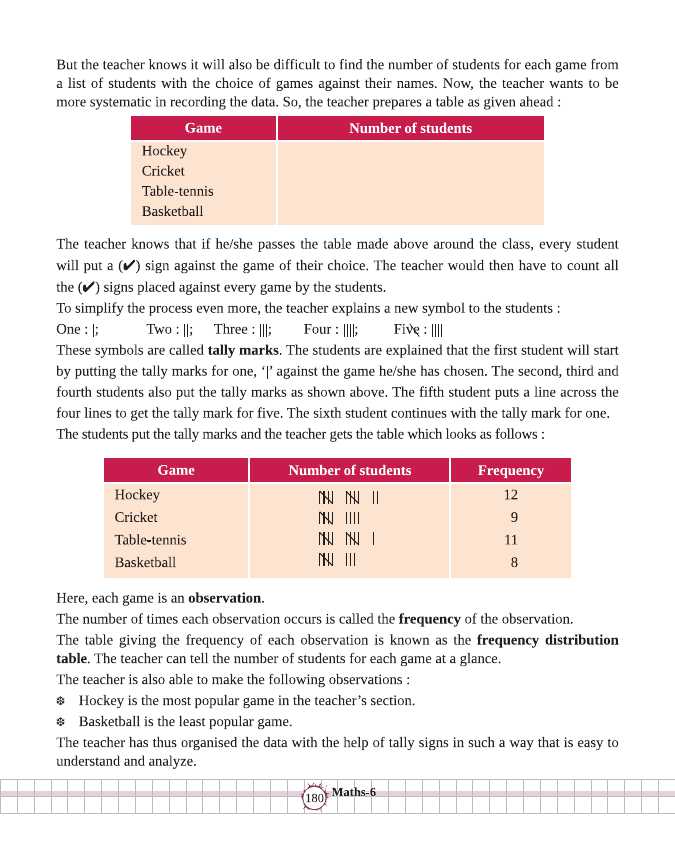 But the teacher knows it will also be difficult to find the number of students for each game from
a list of students with the choice of games against their names. Now, the teacher wants to be
more systematic in recording the data. So, the teacher prepares a table as given ahead :
Game Number of students
Hockey
Cricket
Table-tennis
Basketball
The teacher knows that if he/she passes the table made above around the class, every student
will put a (✔) sign against the game of their choice. The teacher would then have to count all
the (✔) signs placed against every game by the students.
To simplify the process even more, the teacher explains a new symbol to the students :
One : |; Two : ||; Three : |||; Four : ||||; Five : ||||
These symbols are called tally marks. The students are explained that the first student will start
by putting the tally marks for one, ‘|’ against the game he/she has chosen. The second, third and
fourth students also put the tally marks as shown above. The fifth student puts a line across the
four lines to get the tally mark for five. The sixth student continues with the tally mark for one.
The students put the tally marks and the teacher gets the table which looks as follows :
Game Number of students Frequency
Hockey 𝍸 𝍸 || 12
Cricket 𝍸 |||| 9
Table-tennis 𝍸 𝍸 | 11
Basketball 𝍸 ||| 8
Here, each game is an observation.
The number of times each observation occurs is called the frequency of the observation.
The table giving the frequency of each observation is known as the frequency distribution
table. The teacher can tell the number of students for each game at a glance.
The teacher is also able to make the following observations :
❆ Hockey is the most popular game in the teacher’s section.
❆ Basketball is the least popular game.
The teacher has thus organised the data with the help of tally signs in such a way that is easy to
understand and analyze.
180 Maths-6